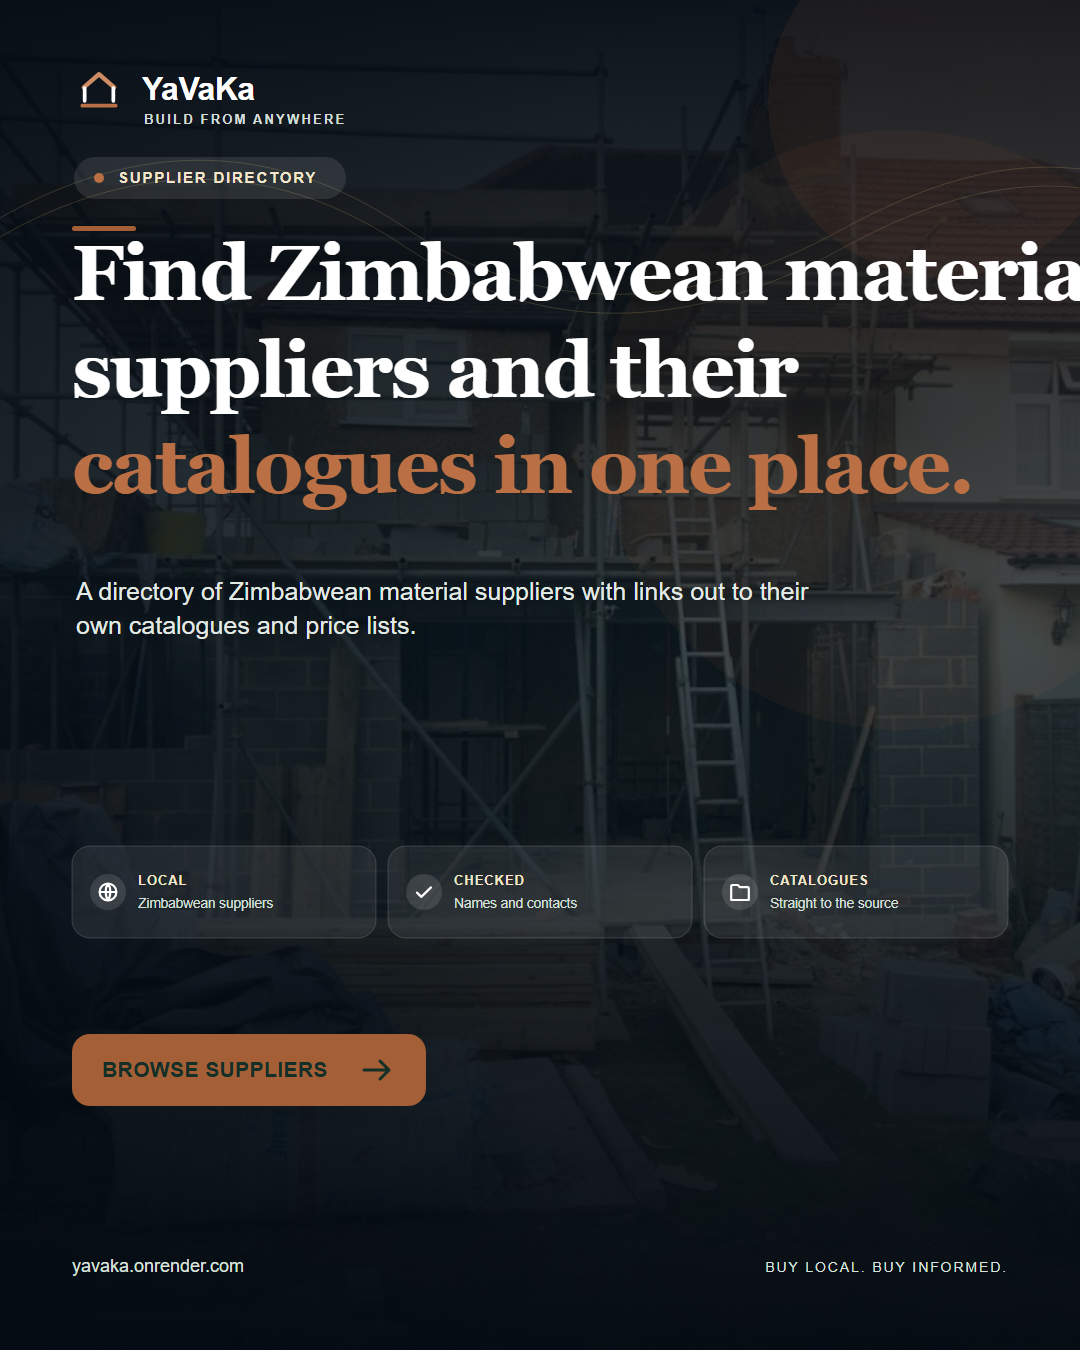 YaVaKa
BUILD FROM ANYWHERE
SUPPLIER DIRECTORY
Find Zimbabwean materia
suppliers and their
catalogues in one place.
A directory of Zimbabwean material suppliers with links out to their
own catalogues and price lists.
LOCAL
Zimbabwean suppliers
CHECKED
Names and contacts
CATALOGUES
Straight to the source
BROWSE SUPPLIERS
yavaka.onrender.com
BUY LOCAL. BUY INFORMED.